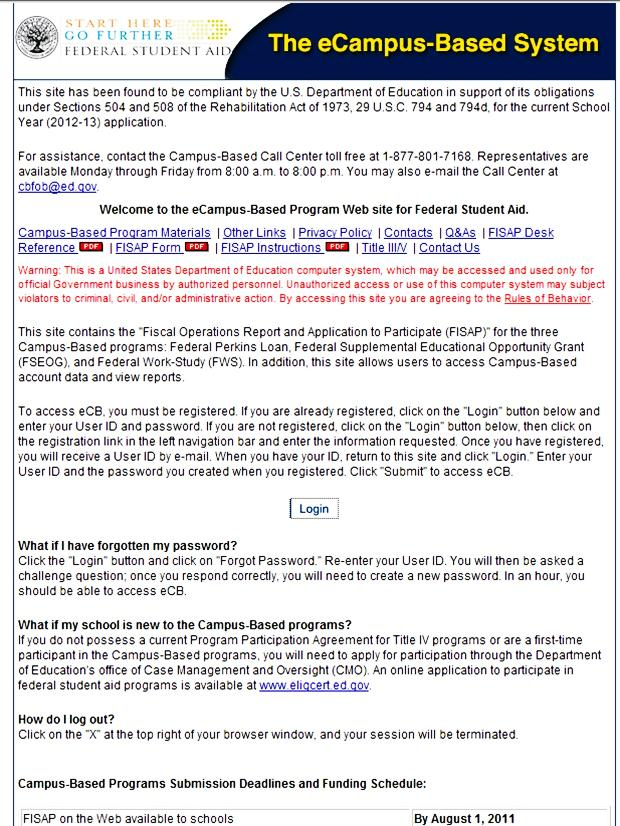 START HERE
GO FURTHER
FEDERAL STUDENT AID
The eCampus-Based System
This site has been found to be compliant by the U.S. Department of Education in support of its obligations
under Sections 504 and 508 of the Rehabilitation Act of 1973, 29 U.S.C. 794 and 794d, for the current School
Year (2012-13) application.
For assistance, contact the Campus-Based Call Center toll free at 1-877-801-7168. Representatives are
available Monday through Friday from 8:00 a.m. to 8:00 p.m. You may also e-mail the Call Center at
cbfob@ed.gov.
Welcome to the eCampus-Based Program Web site for Federal Student Aid.
Campus-Based Program Materials | Other Links | Privacy Policy | Contacts | Q&As | FISAP Desk
Reference PDF | FISAP Form PDF | FISAP Instructions PDF | Title III/V | Contact Us
Warning: This is a United States Department of Education computer system, which may be accessed and used only for
official Government business by authorized personnel. Unauthorized access or use of this computer system may subject
violators to criminal, civil, and/or administrative action. By accessing this site you are agreeing to the Rules of Behavior.
This site contains the "Fiscal Operations Report and Application to Participate (FISAP)" for the three
Campus-Based programs: Federal Perkins Loan, Federal Supplemental Educational Opportunity Grant
(FSEOG), and Federal Work-Study (FWS). In addition, this site allows users to access Campus-Based
account data and view reports.
To access eCB, you must be registered. If you are already registered, click on the "Login" button below and
enter your User ID and password. If you are not registered, click on the "Login" button below, then click on
the registration link in the left navigation bar and enter the information requested. Once you have registered,
you will receive a User ID by e-mail. When you have your ID, return to this site and click "Login." Enter your
User ID and the password you created when you registered. Click "Submit" to access eCB.
Login
What if I have forgotten my password?
Click the "Login" button and click on "Forgot Password." Re-enter your User ID. You will then be asked a
challenge question; once you respond correctly, you will need to create a new password. In an hour, you
should be able to access eCB.
What if my school is new to the Campus-Based programs?
If you do not possess a current Program Participation Agreement for Title IV programs or are a first-time
participant in the Campus-Based programs, you will need to apply for participation through the Department
of Education's office of Case Management and Oversight (CMO). An online application to participate in
federal student aid programs is available at www.eligcert.ed.gov.
How do I log out?
Click on the "X" at the top right of your browser window, and your session will be terminated.
Campus-Based Programs Submission Deadlines and Funding Schedule:
FISAP on the Web available to schools By August 1, 2011